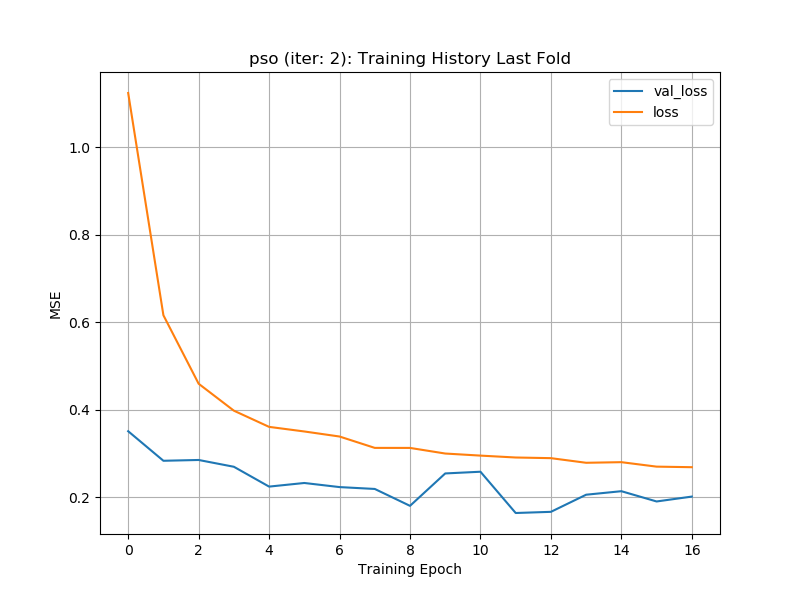 pso (iter: 2): Training History Last Fold
val_loss
loss
MSE
1.0
0.8
0.6
0.4
0.2
0 2 4 6 8 10 12 14 16
Training Epoch